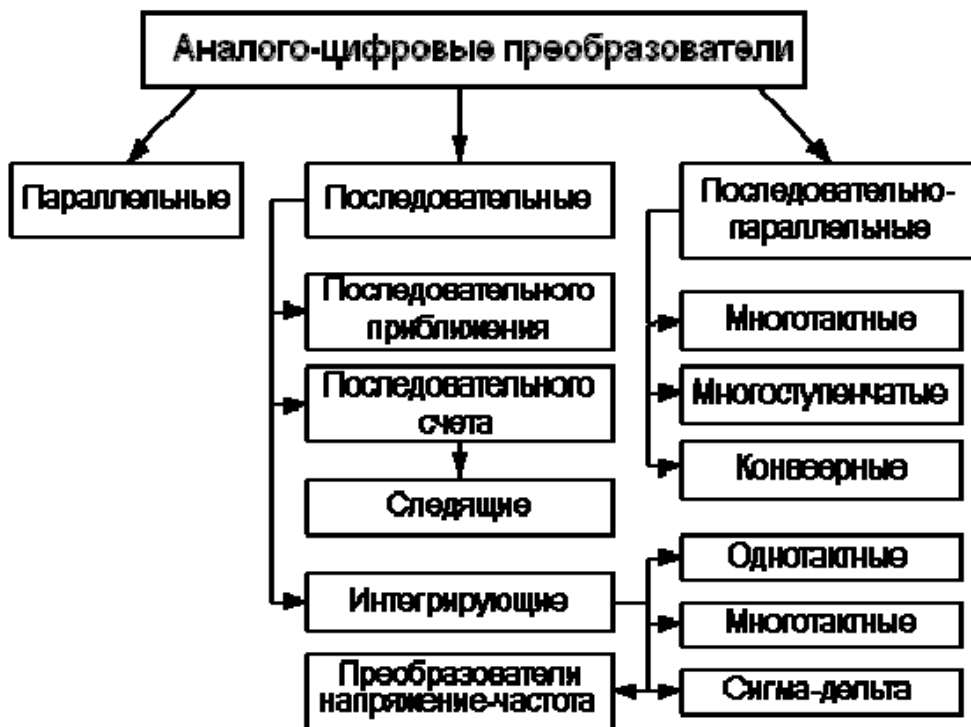 Аналого-цифровые преобразователи
Параллельные
Последовательные
Последовательно-
параллельные
Последовательного
приближения
Многотактные
Последовательного
счета
Многоступенчатые
Следящие
Конвеерные
Интегрирующие
Однотактные
Многотактные
Преобразователи
напряжение-частота
Сигма-дельта